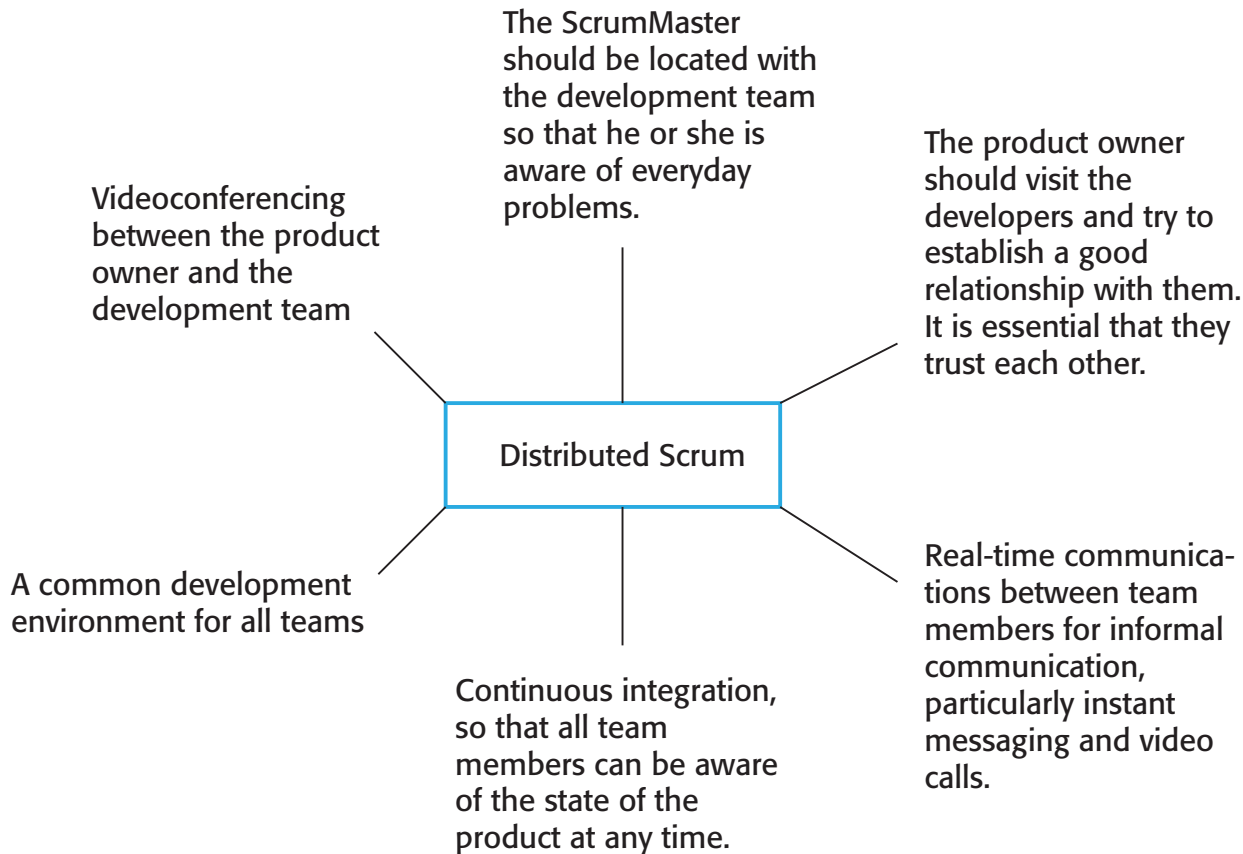 The ScrumMaster
should be located with
the development team
so that he or she is
aware of everyday
problems.
The product owner
should visit the
developers and try to
establish a good
relationship with them.
It is essential that they
trust each other.
Videoconferencing
between the product
owner and the
development team
Distributed Scrum
A common development
environment for all teams
Continuous integration,
so that all team
members can be aware
of the state of the
product at any time.
Real-time communica-
tions between team
members for informal
communication,
particularly instant
messaging and video
calls.